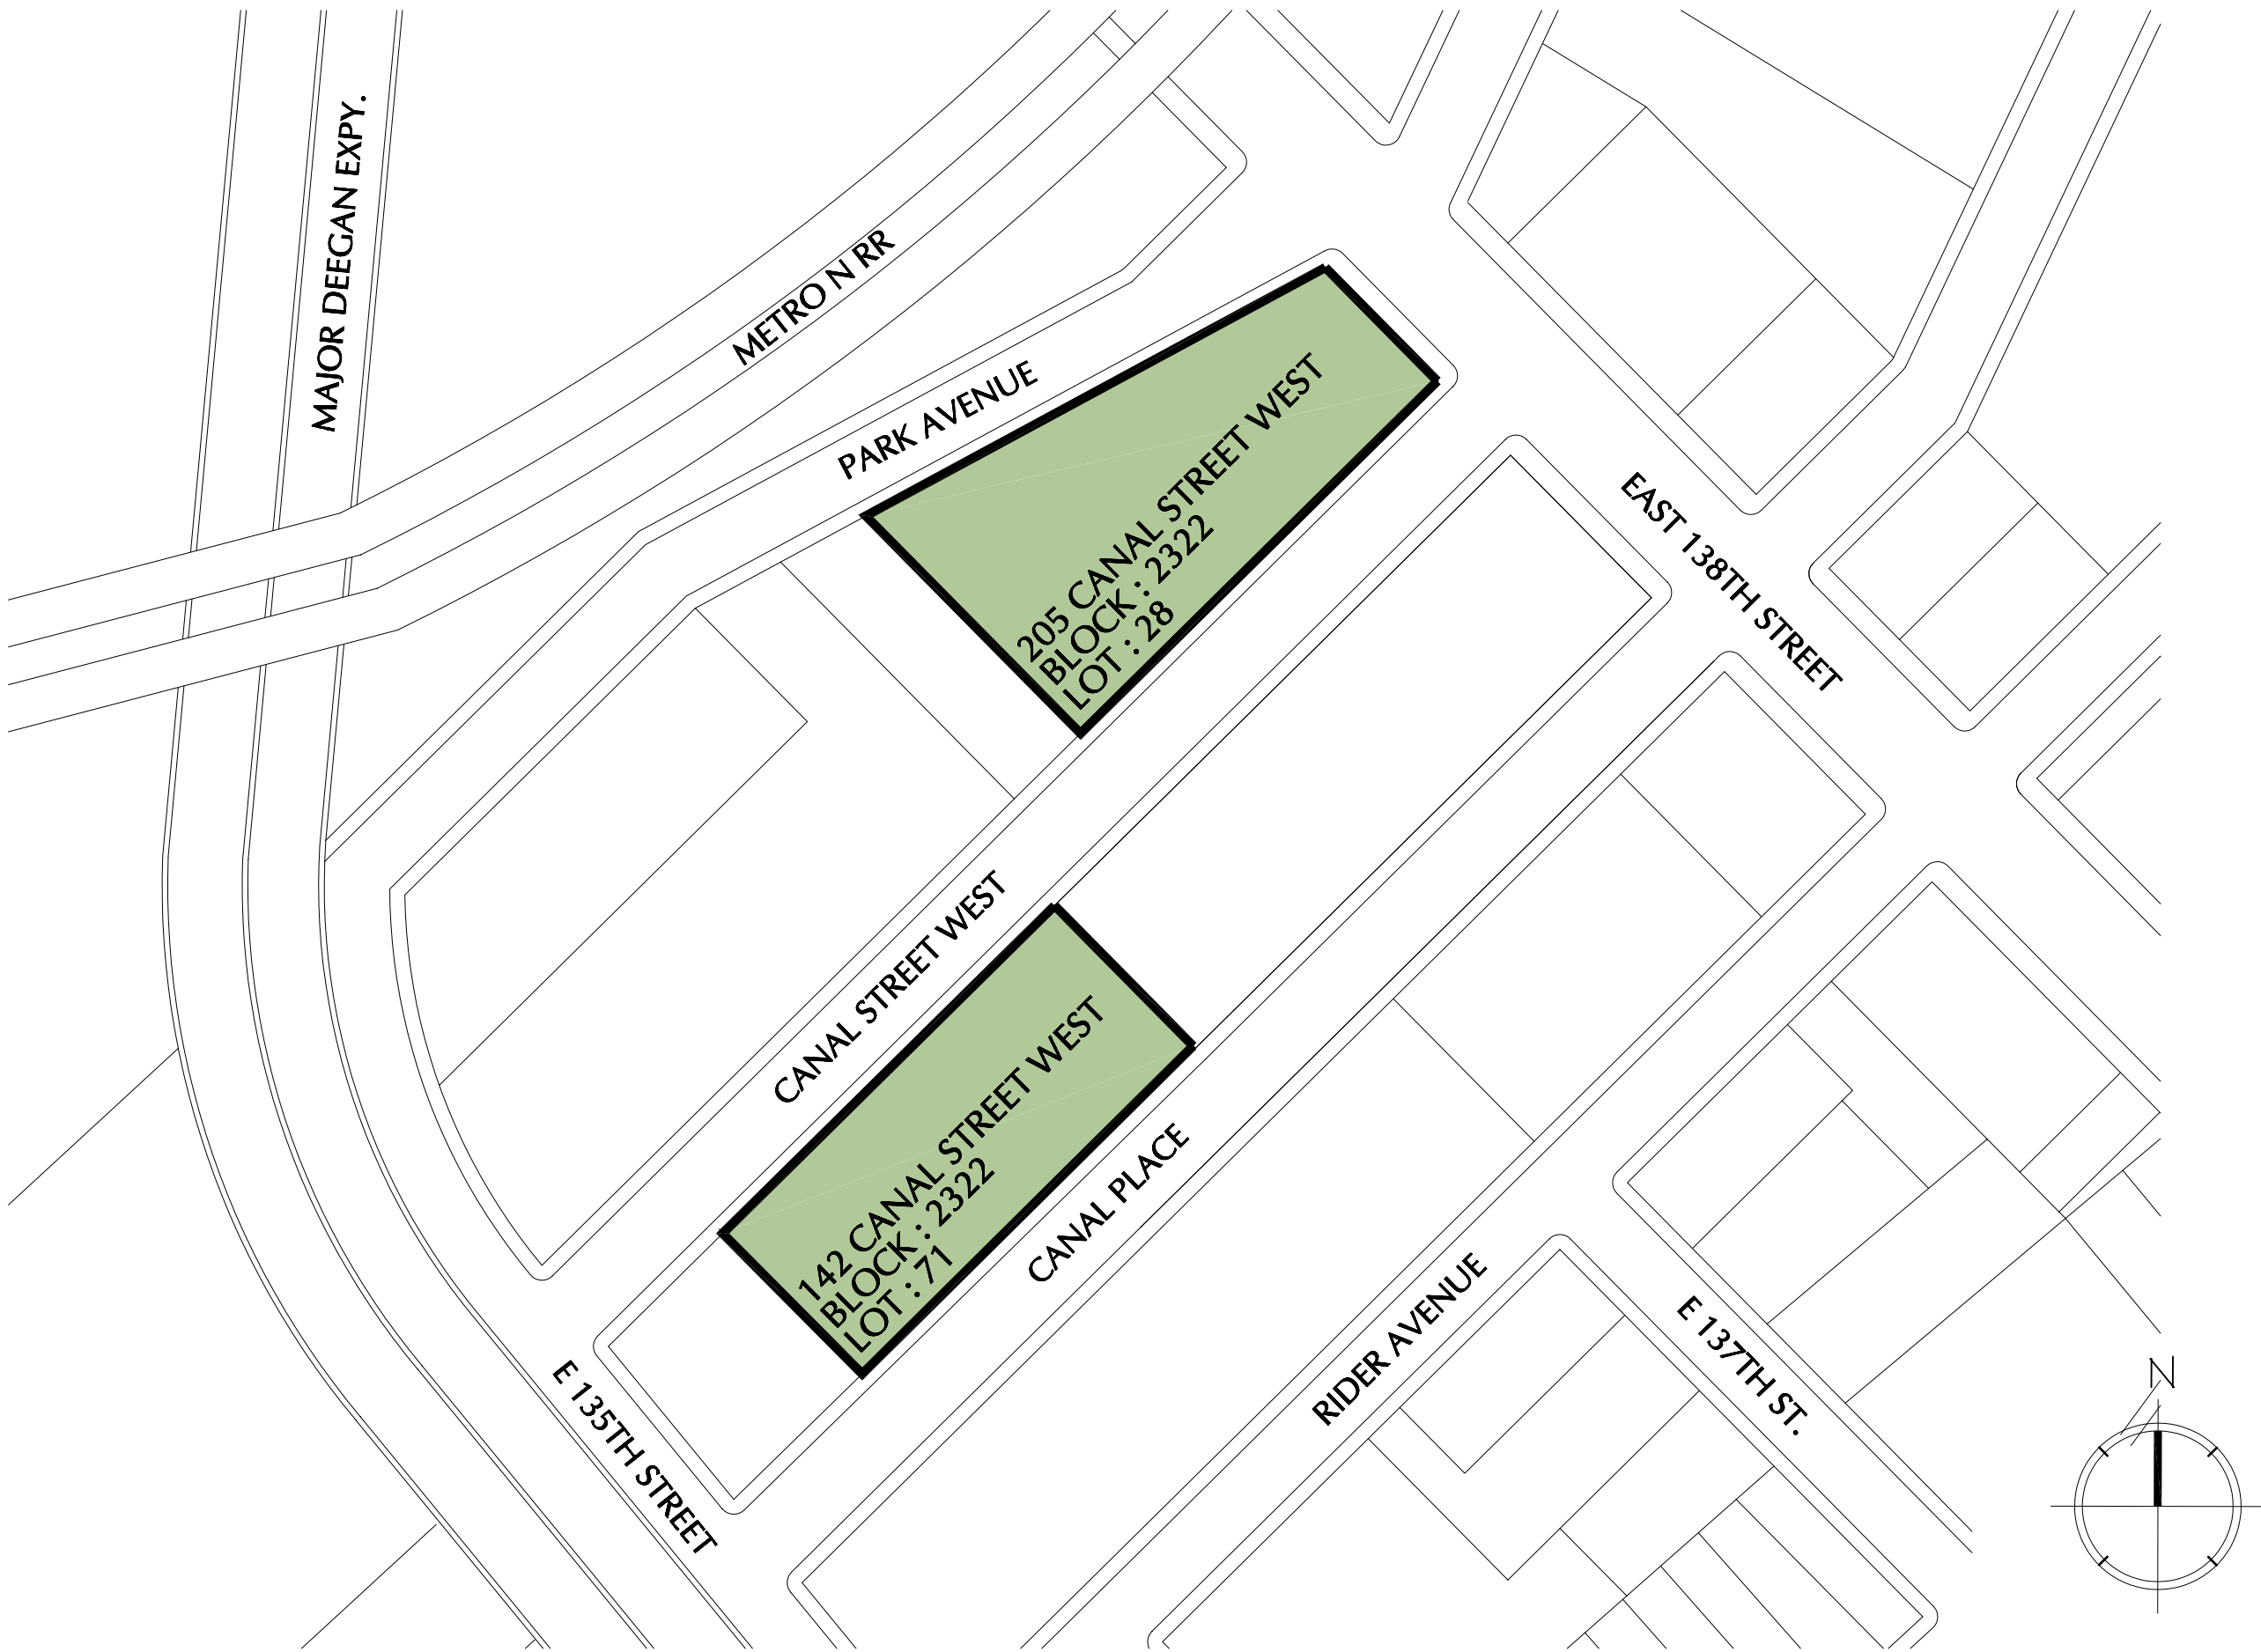 MAJOR DEEGAN EXPY.
METRO N RR
PARK AVENUE
205 CANAL STREET WEST
BLOCK : 2322
LOT : 28
EAST 138TH STREET
CANAL STREET WEST
142 CANAL STREET WEST
BLOCK : 2322
LOT : 71
CANAL PLACE
RIDER AVENUE
E 137TH ST.
E 135TH STREET
N